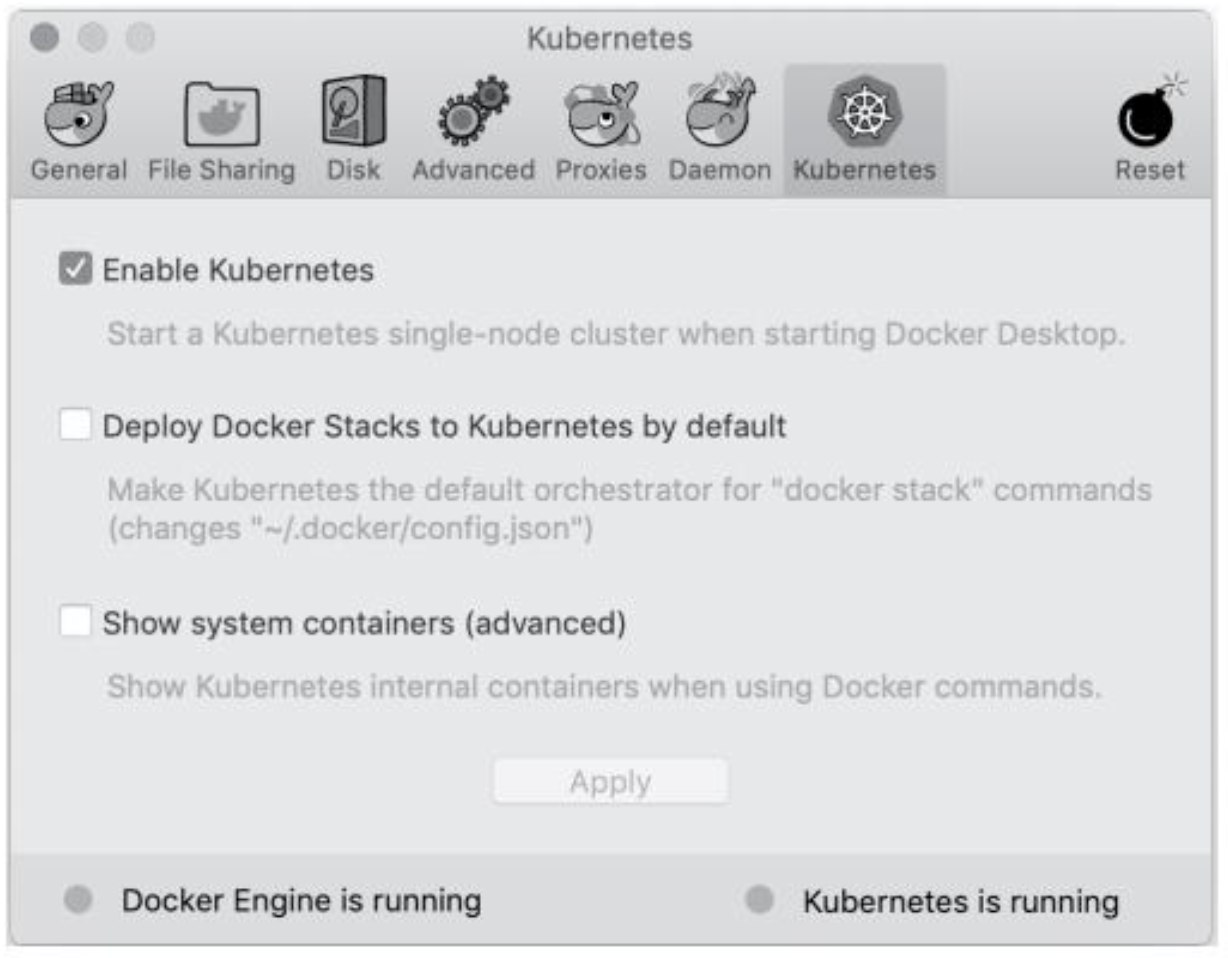 Kubernetes
General File Sharing Disk Advanced Proxies Daemon Kubernetes Reset
Enable Kubernetes
Start a Kubernetes single-node cluster when starting Docker Desktop.
Deploy Docker Stacks to Kubernetes by default
Make Kubernetes the default orchestrator for "docker stack" commands
(changes "~/.docker/config.json")
Show system containers (advanced)
Show Kubernetes internal containers when using Docker commands.
Apply
Docker Engine is running Kubernetes is running